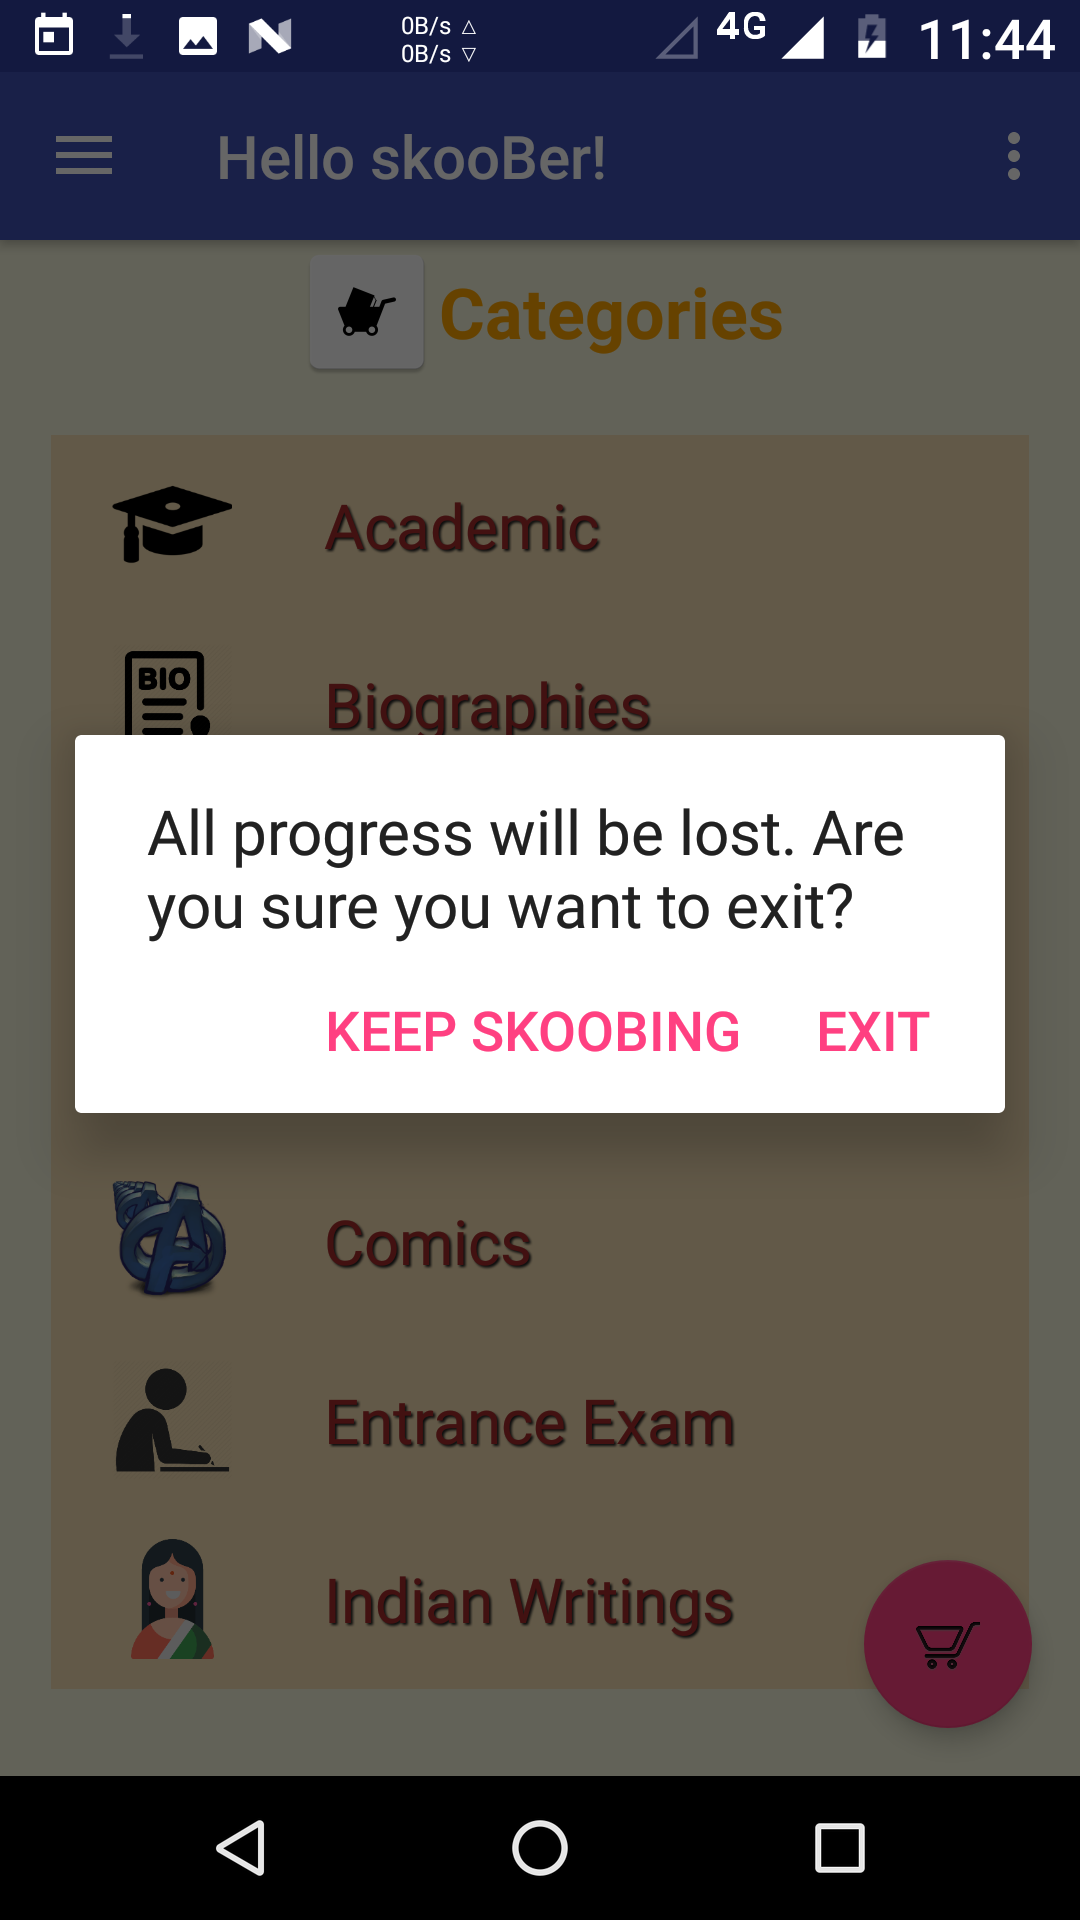 0B/s △
0B/s ▽
4G
11:44
Hello skooBer!
Categories
Academic
BIO
Biographies
All progress will be lost. Are
you sure you want to exit?
KEEP SKOOBING EXIT
Comics
Entrance Exam
Indian Writings